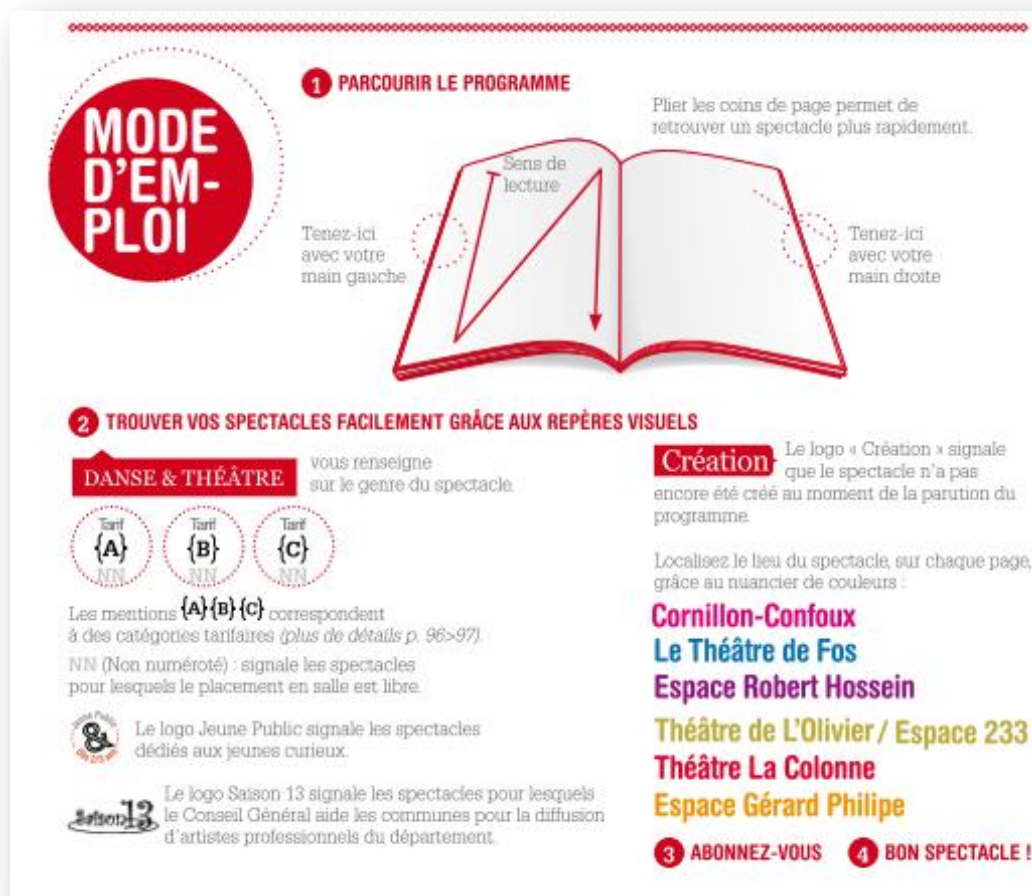 MODE
D'EM-
PLOI
1 PARCOURIR LE PROGRAMME
Plier les coins de page permet de
retrouver un spectacle plus rapidement.
Sens de
lecture
Tenez-ici
avec votre
main gauche
Tenez-ici
avec votre
main droite
2 TROUVER VOS SPECTACLES FACILEMENT GRÂCE AUX REPÈRES VISUELS
DANSE & THÉÂTRE
vous renseigne
sur le genre du spectacle.
Tarif
{A}
NN
Tarif
{B}
NN
Tarif
{C}
NN
Les mentions {A} {B} {C} correspondent
à des catégories tarifaires (plus de détails p. 96>97).
NN (Non numéroté) : signale les spectacles
pour lesquels le placement en salle est libre.
Jeune Public
&
Le logo Jeune Public signale les spectacles
dédiés aux jeunes curieux.
Saison 13
Le logo Saison 13 signale les spectacles pour lesquels
le Conseil Général aide les communes pour la diffusion
d'artistes professionnels du département.
Création
Le logo « Création » signale
que le spectacle n'a pas
encore été créé au moment de la parution du
programme.
Localisez le lieu du spectacle, sur chaque page,
grâce au nuancier de couleurs :
Cornillon-Confoux
Le Théâtre de Fos
Espace Robert Hossein
Théâtre de L'Olivier / Espace 233
Théâtre La Colonne
Espace Gérard Philipe
3 ABONNEZ-VOUS
4 BON SPECTACLE !